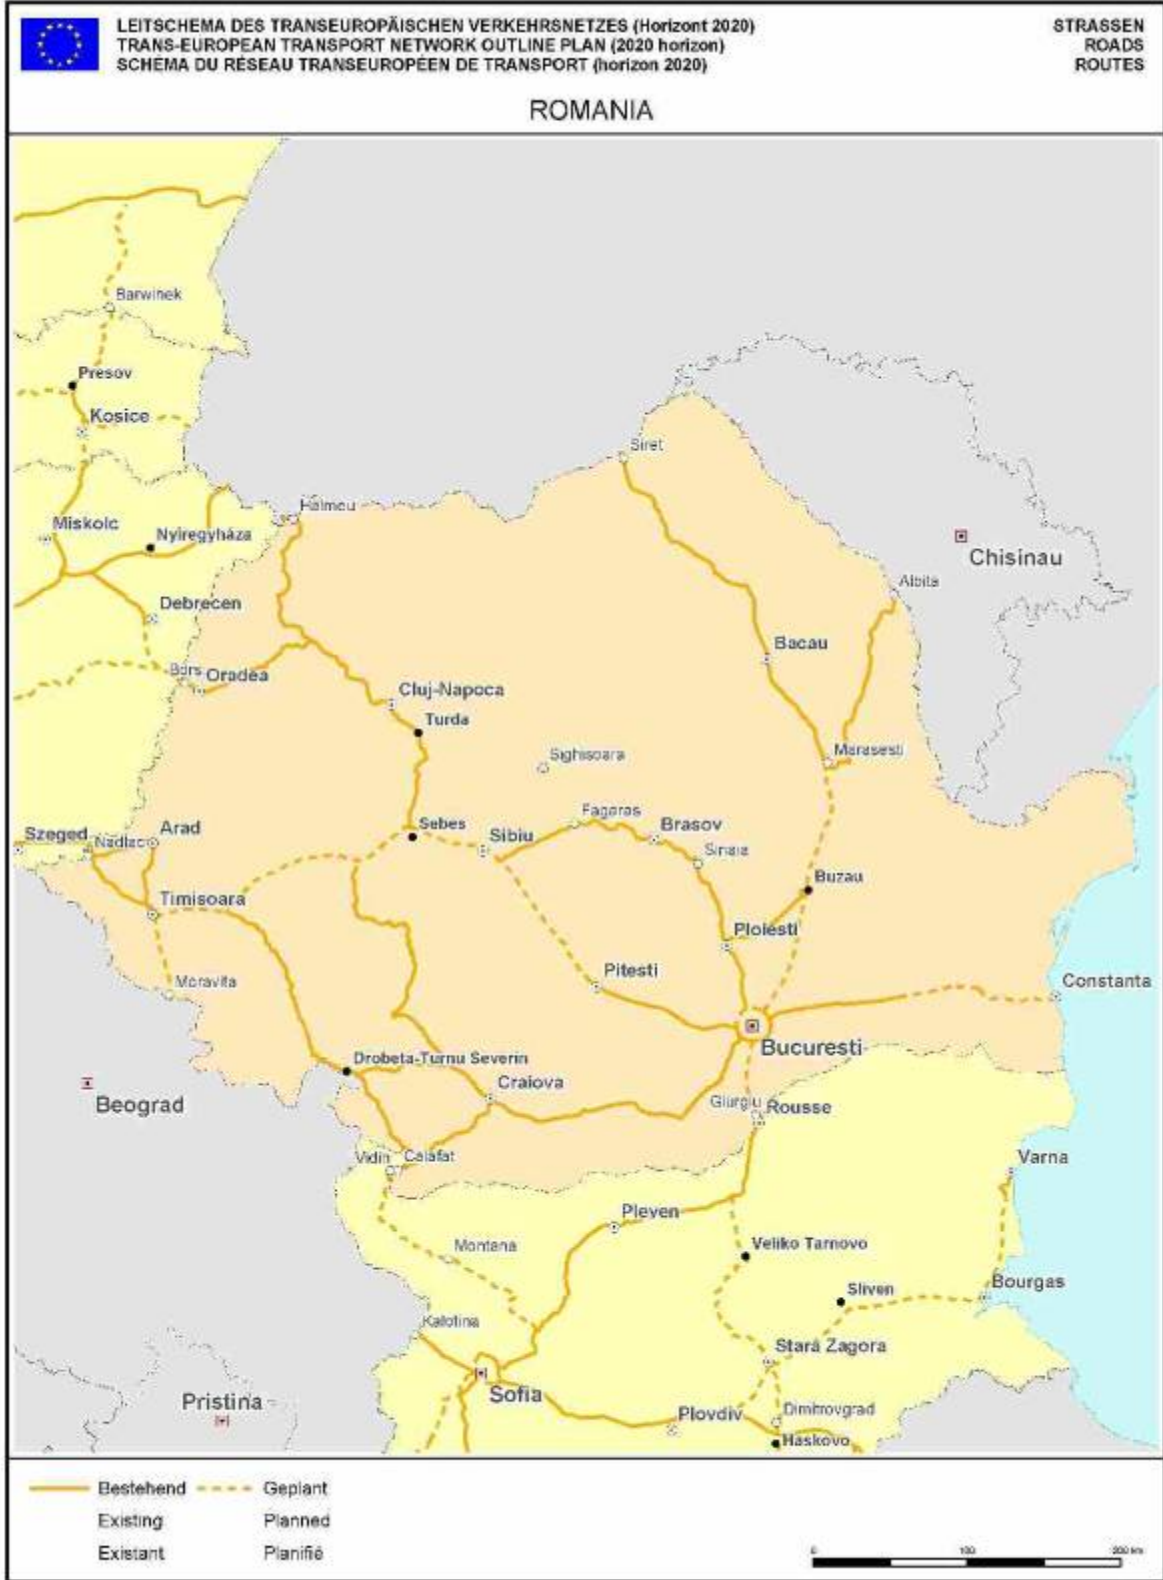 LEITSCHEMA DES TRANSEUROPÄISCHEN VERKEHRSNETZES (Horizont 2020)
TRANS-EUROPEAN TRANSPORT NETWORK OUTLINE PLAN (2020 horizon)
SCHÉMA DU RÉSEAU TRANSEUROPÉEN DE TRANSPORT (horizon 2020)
STRASSEN
ROADS
ROUTES
ROMANIA
Barwinek
Presov
Kosice
Siret
Halmeu
Miskolc
Nyiregyháza
Chisinau
Albita
Debrecen
Bacau
Bors Oradea
Cluj-Napoca
Turda
Marasesti
Sighisoara
Fagaras
Szeged
Nadlac
Arad
Sebes
Sibiu
Brasov
Sinaia
Buzau
Timisoara
Ploiesti
Pitesti
Moravita
Constanta
Bucuresti
Drobeta-Turnu Severin
Craiova
Beograd
Giurgiu
Rousse
Vidin
Calafat
Varna
Pleven
Montana
Veliko Tarnovo
Sliven
Bourgas
Kalotina
Stara Zagora
Sofia
Pristina
Plovdiv
Dimitrovgrad
Haskovo
Bestehend
Geplant
Existing
Planned
Existant
Planifié
0 100 200 km